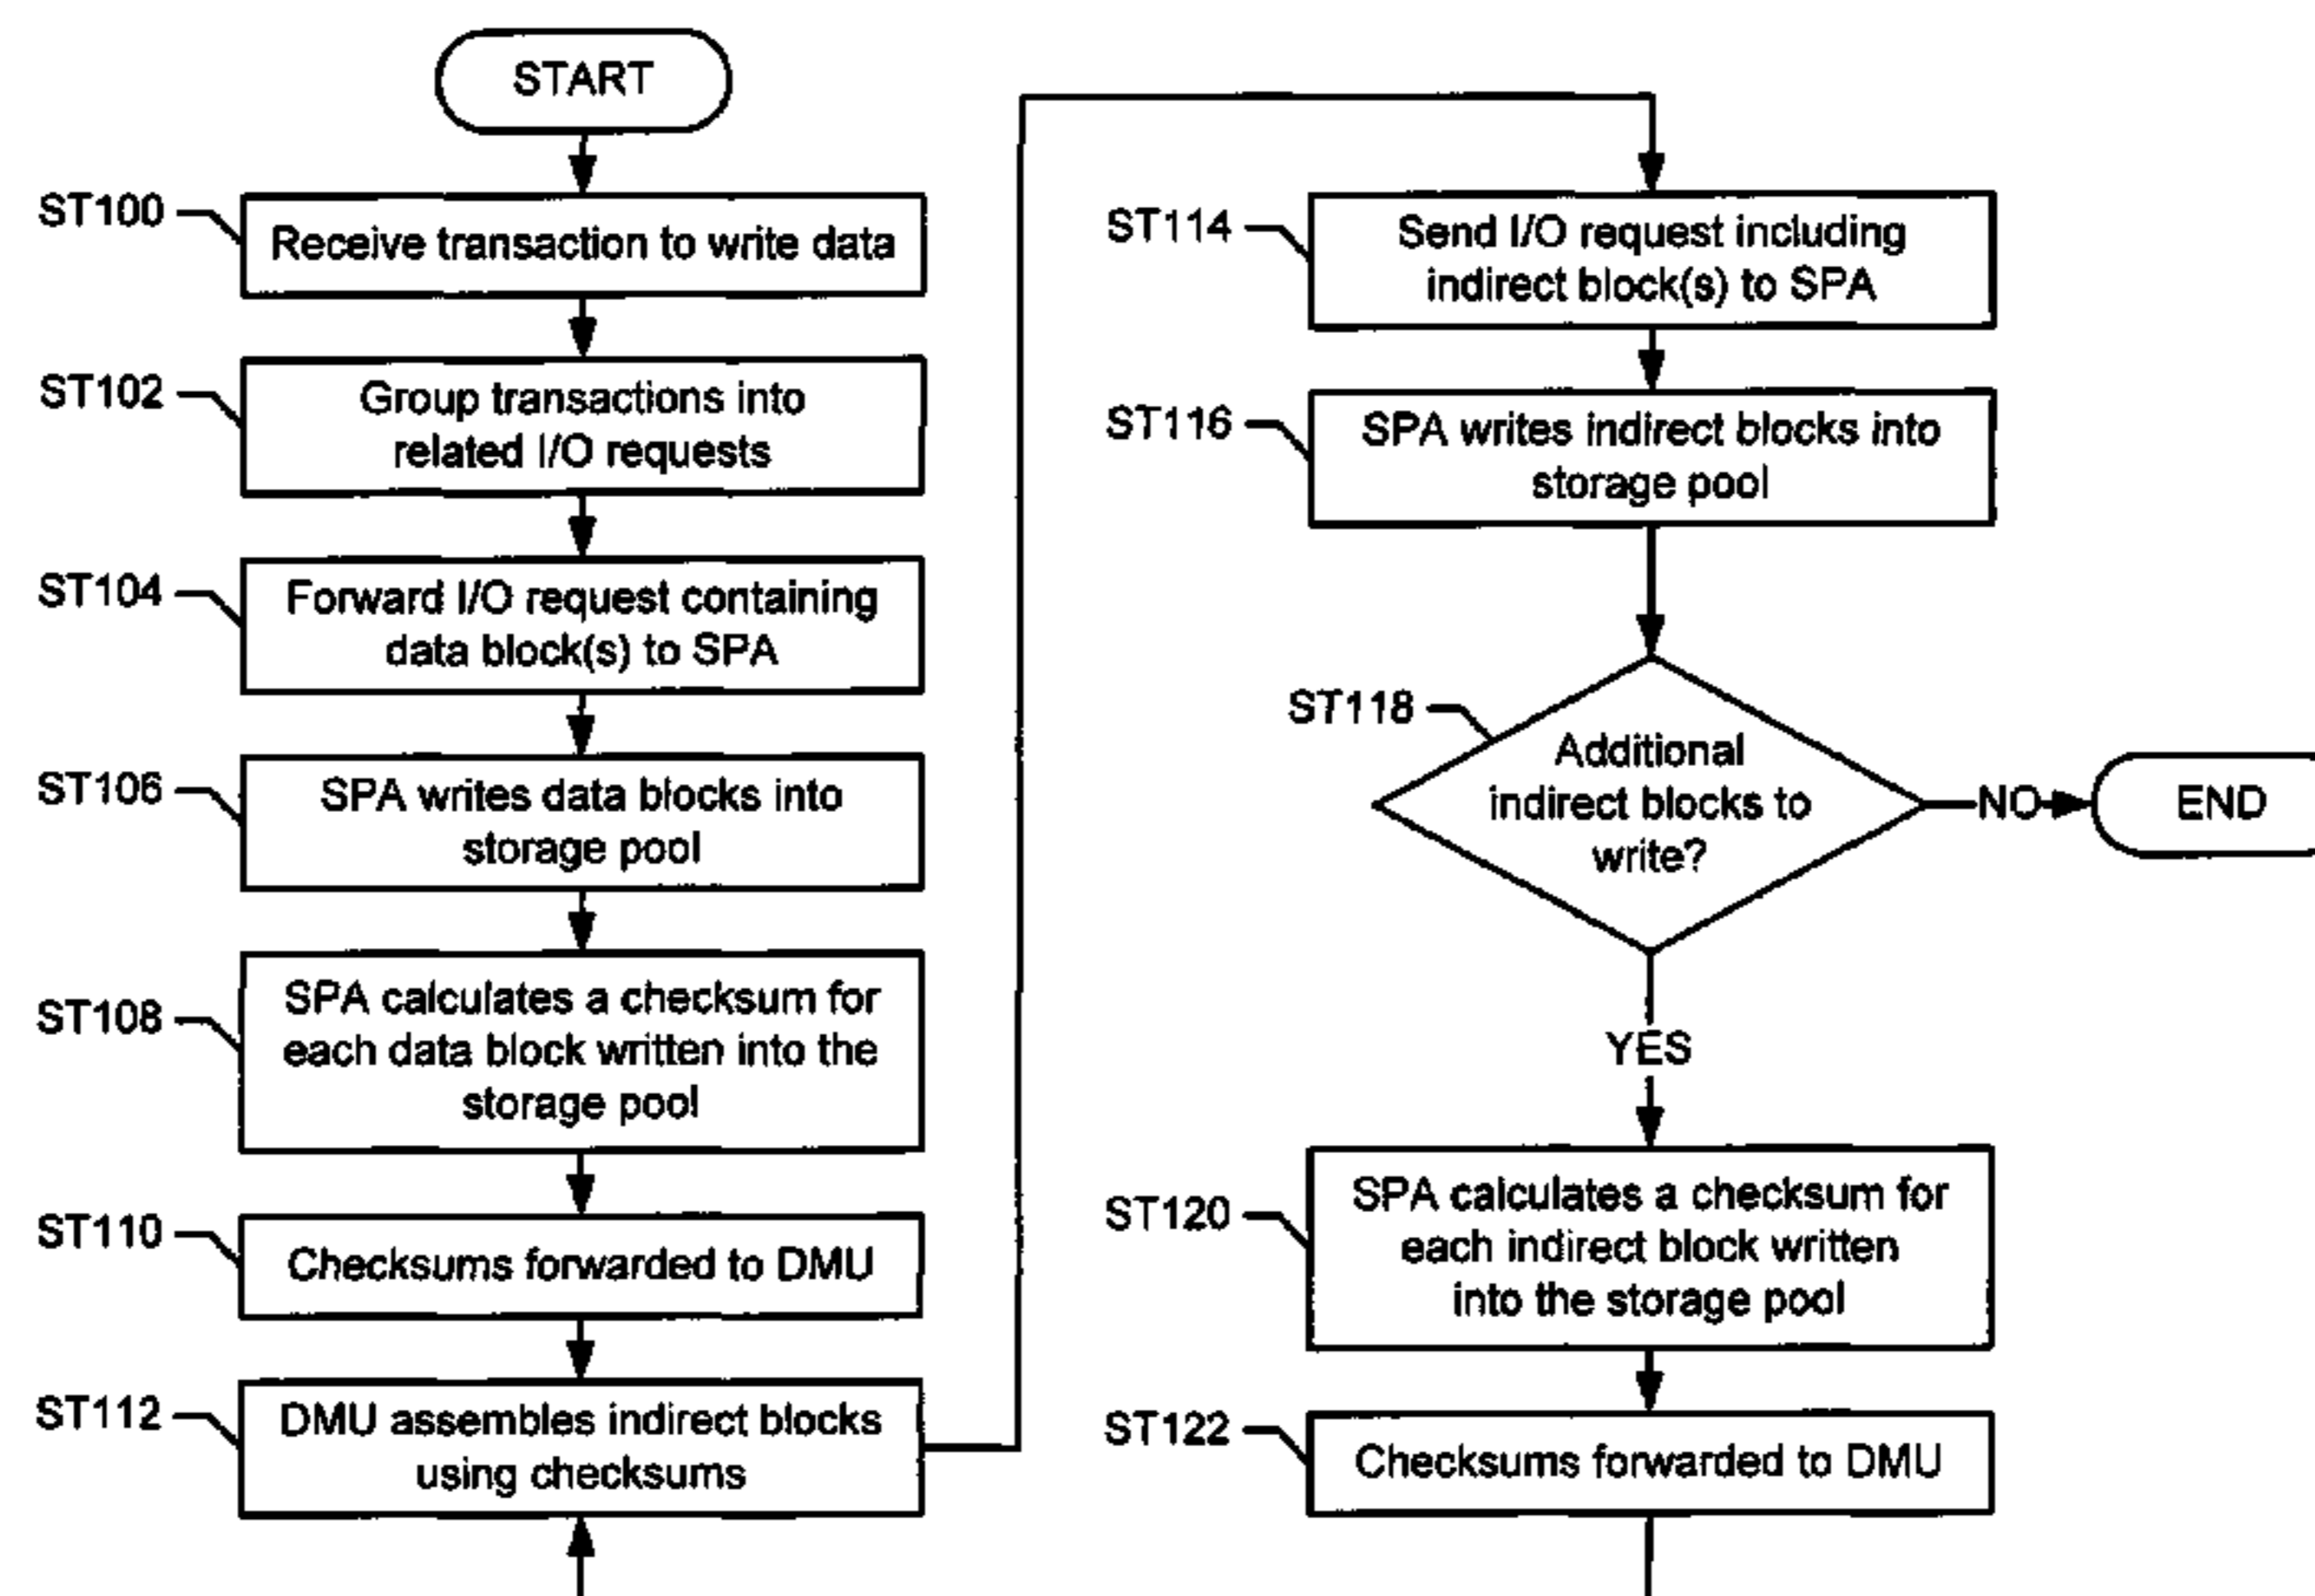 START
ST100
Receive transaction to write data
ST102
Group transactions into
related I/O requests
ST104
Forward I/O request containing
data block(s) to SPA
ST106
SPA writes data blocks into
storage pool
ST108
SPA calculates a checksum for
each data block written into the
storage pool
ST110
Checksums forwarded to DMU
ST112
DMU assembles indirect blocks
using checksums
ST114
Send I/O request including
indirect block(s) to SPA
ST116
SPA writes indirect blocks into
storage pool
ST118
Additional
indirect blocks to
write?
NO
END
YES
ST120
SPA calculates a checksum for
each indirect block written
into the storage pool
ST122
Checksums forwarded to DMU